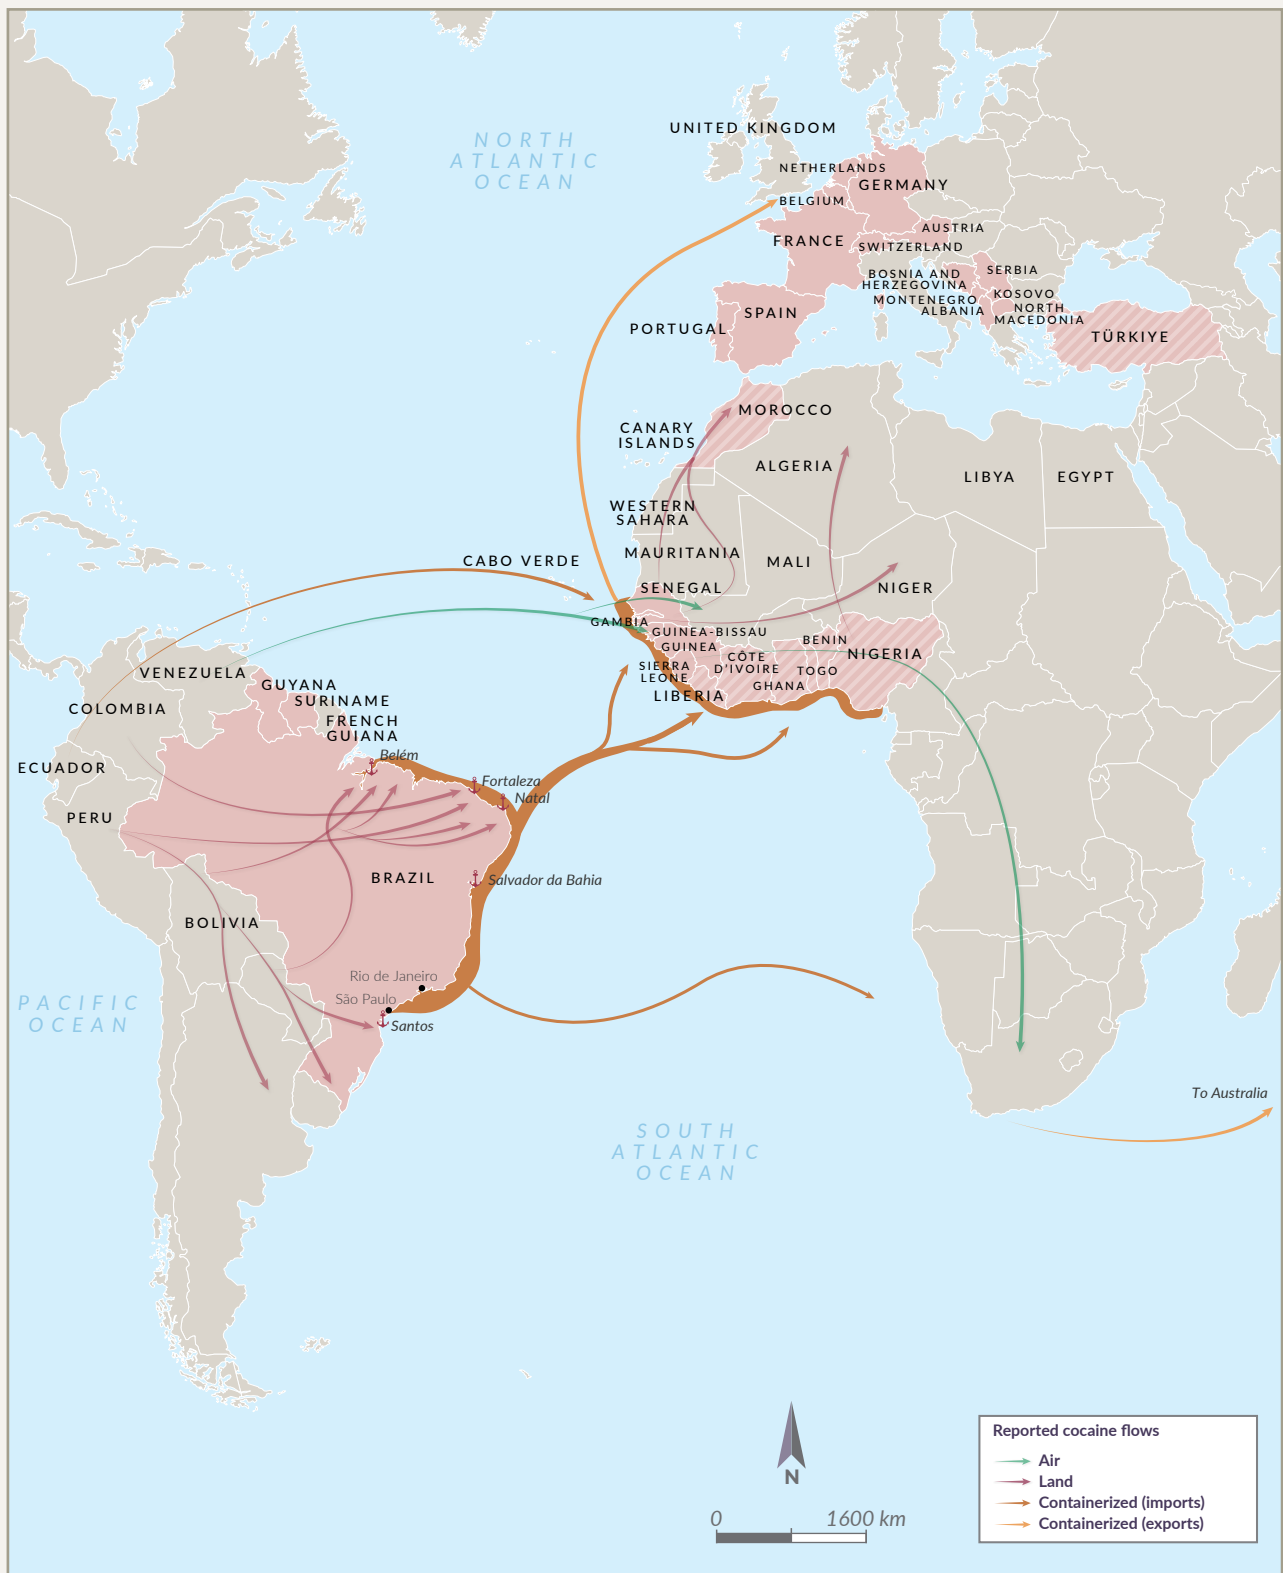 NORTH
ATLANTIC
OCEAN
UNITED KINGDOM
NETHERLANDS
GERMANY
BELGIUM
AUSTRIA
FRANCE
SWITZERLAND
BOSNIA AND
HERZEGOVINA
SERBIA
MONTENEGRO
KOSOVO
ALBANIA
NORTH
MACEDONIA
SPAIN
PORTUGAL
TÜRKIYE
MOROCCO
CANARY
ISLANDS
ALGERIA
LIBYA
EGYPT
WESTERN
SAHARA
MAURITANIA
MALI
CABO VERDE
SENEGAL
NIGER
GAMBIA
GUINEA-BISSAU
GUINEA
BENIN
NIGERIA
CÔTE
D'IVOIRE
SIERRA
LEONE
TOGO
GHANA
LIBERIA
VENEZUELA
GUYANA
SURINAME
COLOMBIA
FRENCH
GUIANA
Belém
ECUADOR
Fortaleza
Natal
PERU
BRAZIL
Salvador da Bahia
BOLIVIA
Rio de Janeiro
São Paulo
Santos
PACIFIC
OCEAN
To Australia
SOUTH
ATLANTIC
OCEAN
N
0 1600 km
Reported cocaine flows
Air
Land
Containerized (imports)
Containerized (exports)